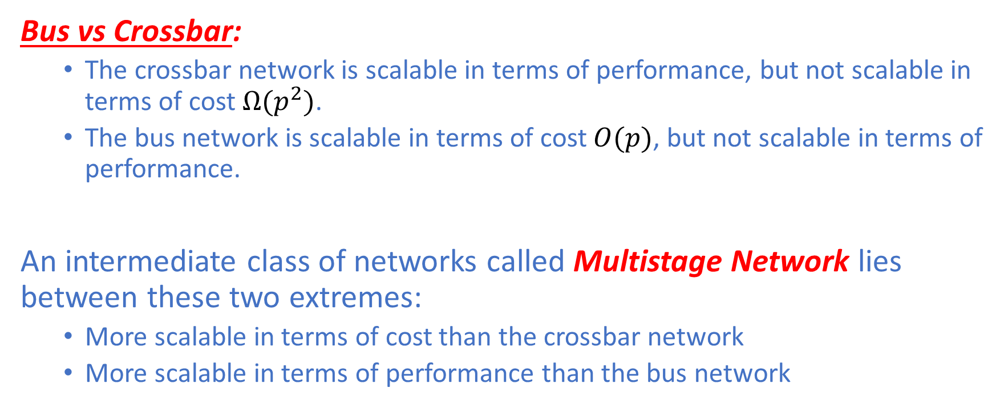 Bus vs Crossbar:
• The crossbar network is scalable in terms of performance, but not scalable in
terms of cost Ω(p²).
• The bus network is scalable in terms of cost O(p), but not scalable in terms of
performance.
An intermediate class of networks called Multistage Network lies
between these two extremes:
• More scalable in terms of cost than the crossbar network
• More scalable in terms of performance than the bus network